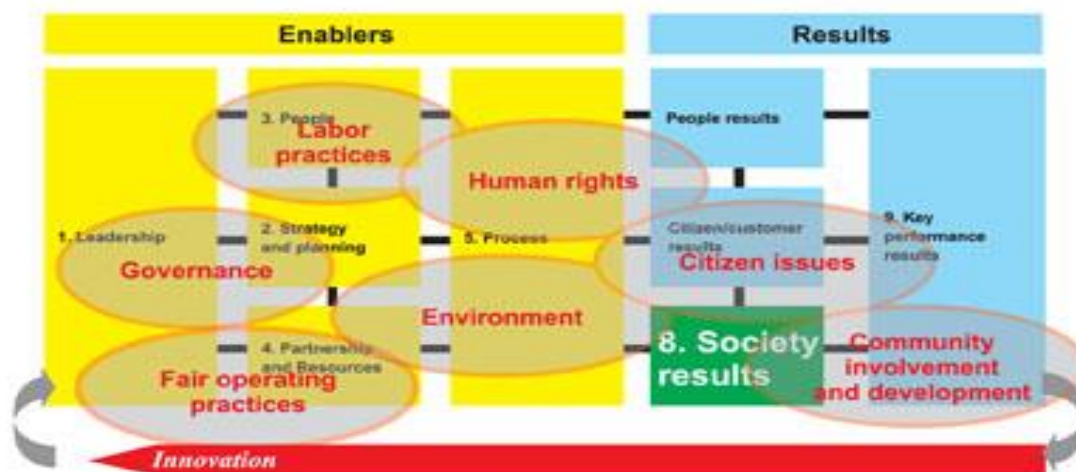 Enablers
Results
3. People
Labor
practices
People results
Human rights
1. Leadership
2. Strategy
and planning
5. Process
Citizen/customer
results
9. Key
performance
results
Governance
Citizen issues
Environment
4. Partnership
and Resources
Fair operating
practices
8. Society
results
Community
involvement
and development
Innovation